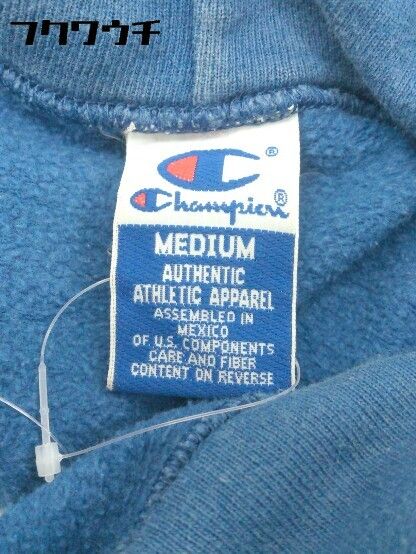 フクワウチ
Champion
MEDIUM
AUTHENTIC
ATHLETIC APPAREL
ASSEMBLED IN
MEXICO
OF U.S. COMPONENTS
CARE AND FIBER
CONTENT ON REVERSE